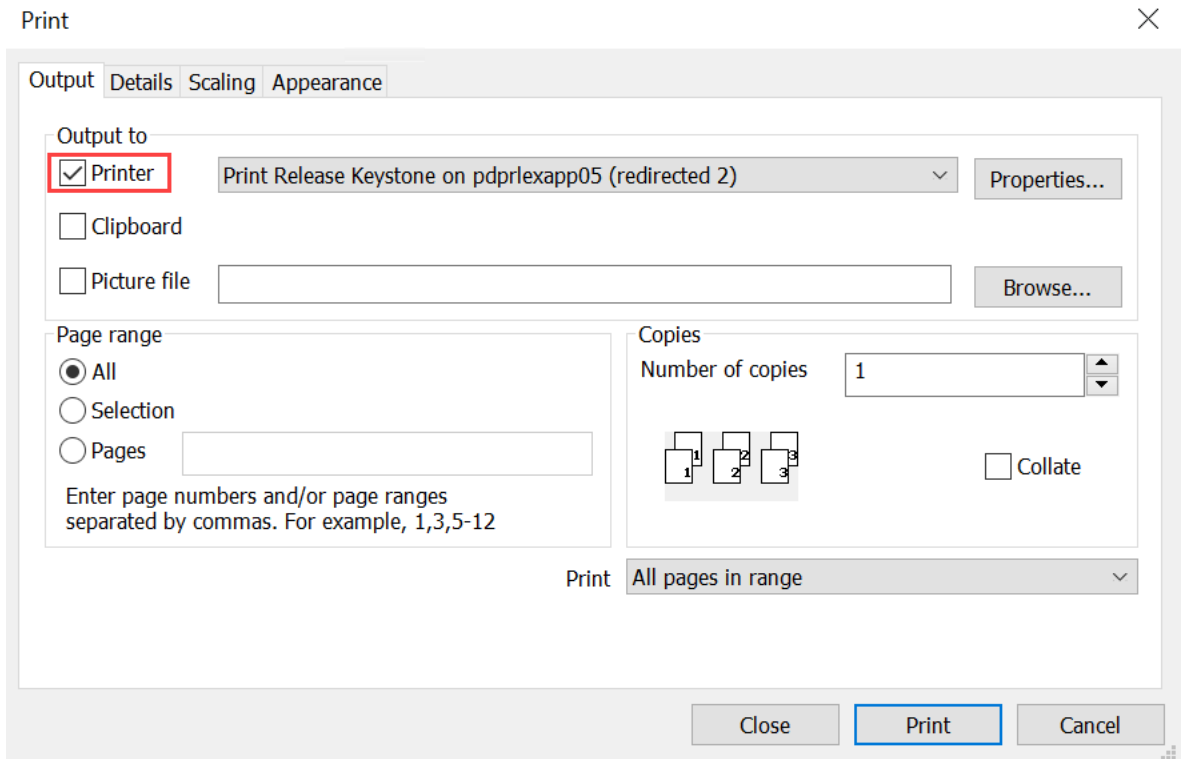 Print
Output Details Scaling Appearance
Output to
Printer
Print Release Keystone on pdprlexapp05 (redirected 2)
Properties...
Clipboard
Picture file
Browse...
Page range
All
Selection
Pages
Enter page numbers and/or page ranges
separated by commas. For example, 1,3,5-12
Copies
Number of copies
1
1 1 2 2 3 3
Collate
Print
All pages in range
Close
Print
Cancel